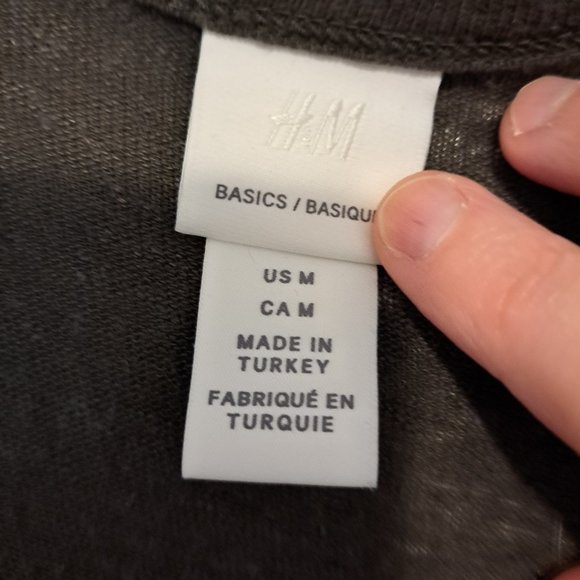 H&M
BASICS / BASIQU
US M
CA M
MADE IN
TURKEY
FABRIQUÉ EN
TURQUIE